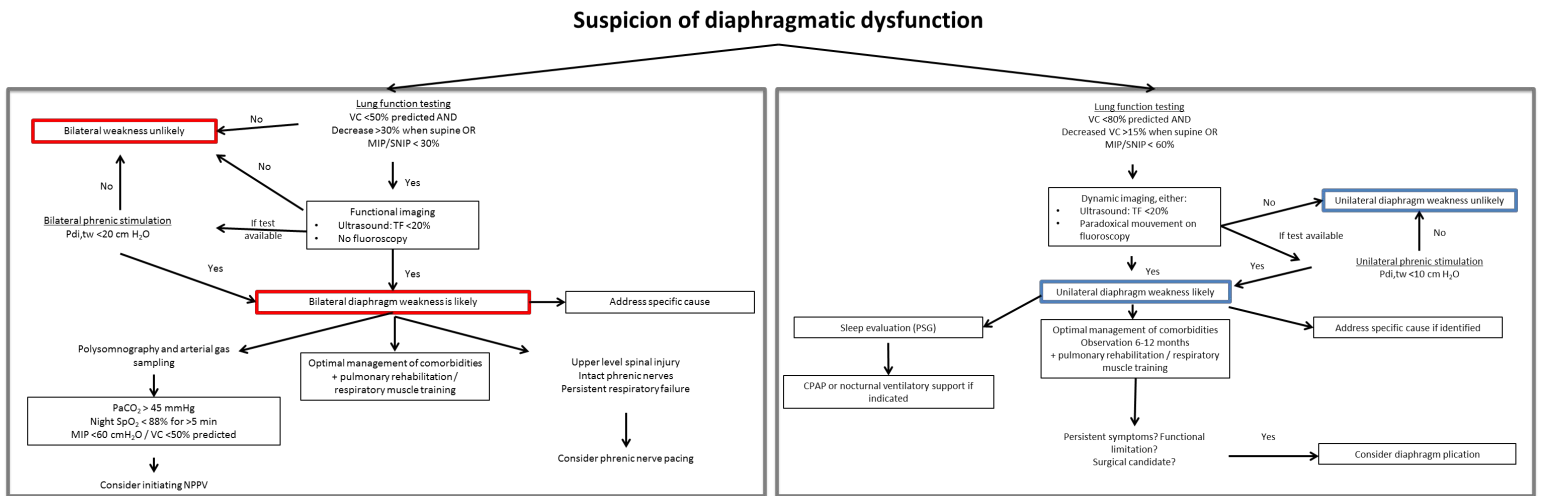 Suspicion of diaphragmatic dysfunction
Lung function testing
VC <50% predicted AND
Decrease >30% when supine OR
MIP/SNIP < 30%
No
Bilateral weakness unlikely
No
Yes
No
Functional imaging
• Ultrasound: TF <20%
• No fluoroscopy
If test
available
Bilateral phrenic stimulation
Pdi,tw <20 cm H₂O
Yes
Yes
Bilateral diaphragm weakness is likely
Address specific cause
Polysomnography and arterial gas
sampling
Optimal management of comorbidities
+ pulmonary rehabilitation /
respiratory muscle training
Upper level spinal injury
Intact phrenic nerves
Persistent respiratory failure
PaCO₂ > 45 mmHg
Night SpO₂ < 88% for >5 min
MIP <60 cmH₂O / VC <50% predicted
Consider phrenic nerve pacing
Consider initiating NPPV
Lung function testing
VC <80% predicted AND
Decreased VC >15% when supine OR
MIP/SNIP < 60%
Dynamic imaging, either:
• Ultrasound: TF <20%
• Paradoxical mouvement on
fluoroscopy
No
Unilateral diaphragm weakness unlikely
If test available
No
Unilateral phrenic stimulation
Pdi,tw <10 cm H₂O
Yes
Yes
Unilateral diaphragm weakness likely
Sleep evaluation (PSG)
Optimal management of comorbidities
Observation 6-12 months
+ pulmonary rehabilitation / respiratory
muscle training
Address specific cause if identified
CPAP or nocturnal ventilatory support if
indicated
Persistent symptoms? Functional
limitation?
Surgical candidate?
Yes
Consider diaphragm plication